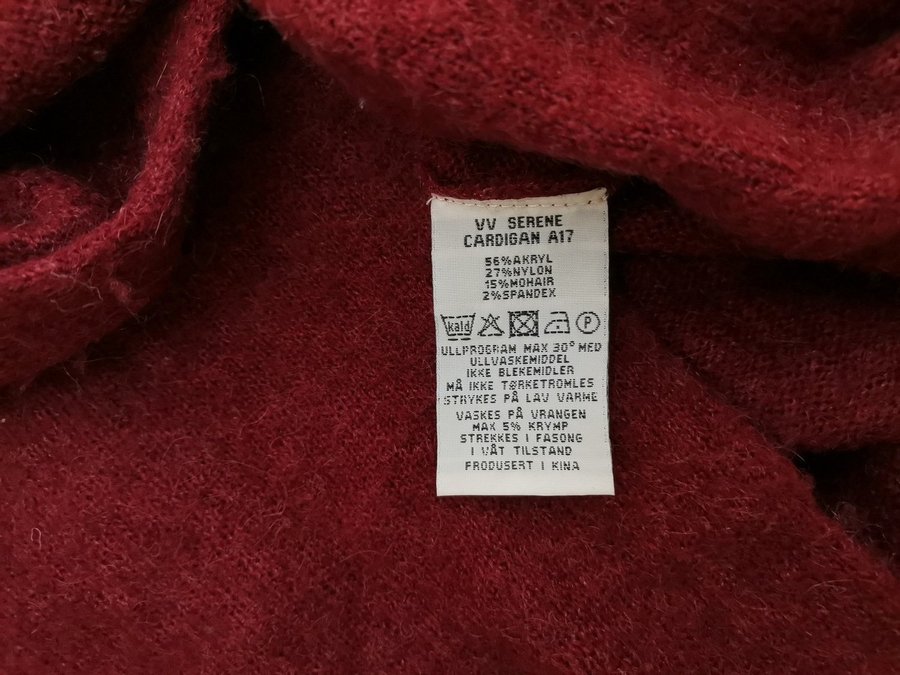 VV SERENE
CARDIGAN A17
56%AKRYL
27%NYLON
15%MOHAIR
2%SPANDEX
kald P
ULLPROGRAM MAX 30° MED
ULLVASKEMIDDEL
IKKE BLEKEMIDLER
MÅ IKKE TØRKETROMLES
STRYKES PÅ LAV VARME
VASKES PÅ VRANGEN
MAX 5% KRYMP
STREKKES I FASONG
I VÅT TILSTAND
PRODUSERT I KINA